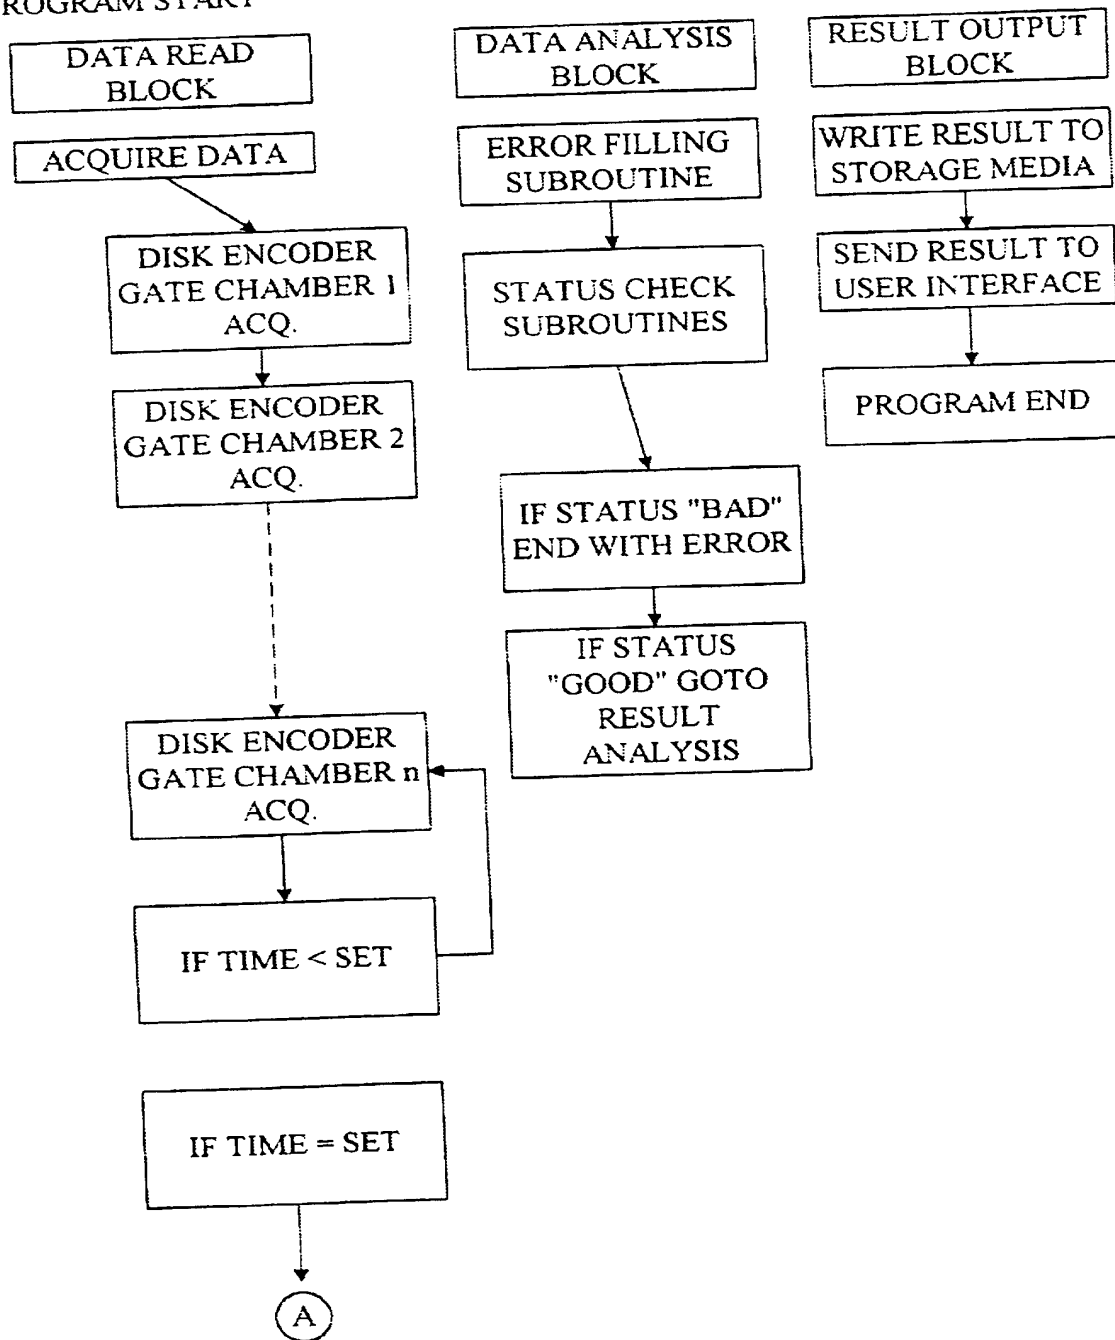 ROGRAM START
DATA READ
BLOCK
ACQUIRE DATA
DISK ENCODER
GATE CHAMBER 1
ACQ.
DISK ENCODER
GATE CHAMBER 2
ACQ.
DISK ENCODER
GATE CHAMBER n
ACQ.
IF TIME < SET
IF TIME = SET
A
DATA ANALYSIS
BLOCK
ERROR FILLING
SUBROUTINE
STATUS CHECK
SUBROUTINES
IF STATUS "BAD"
END WITH ERROR
IF STATUS
"GOOD" GOTO
RESULT
ANALYSIS
RESULT OUTPUT
BLOCK
WRITE RESULT TO
STORAGE MEDIA
SEND RESULT TO
USER INTERFACE
PROGRAM END